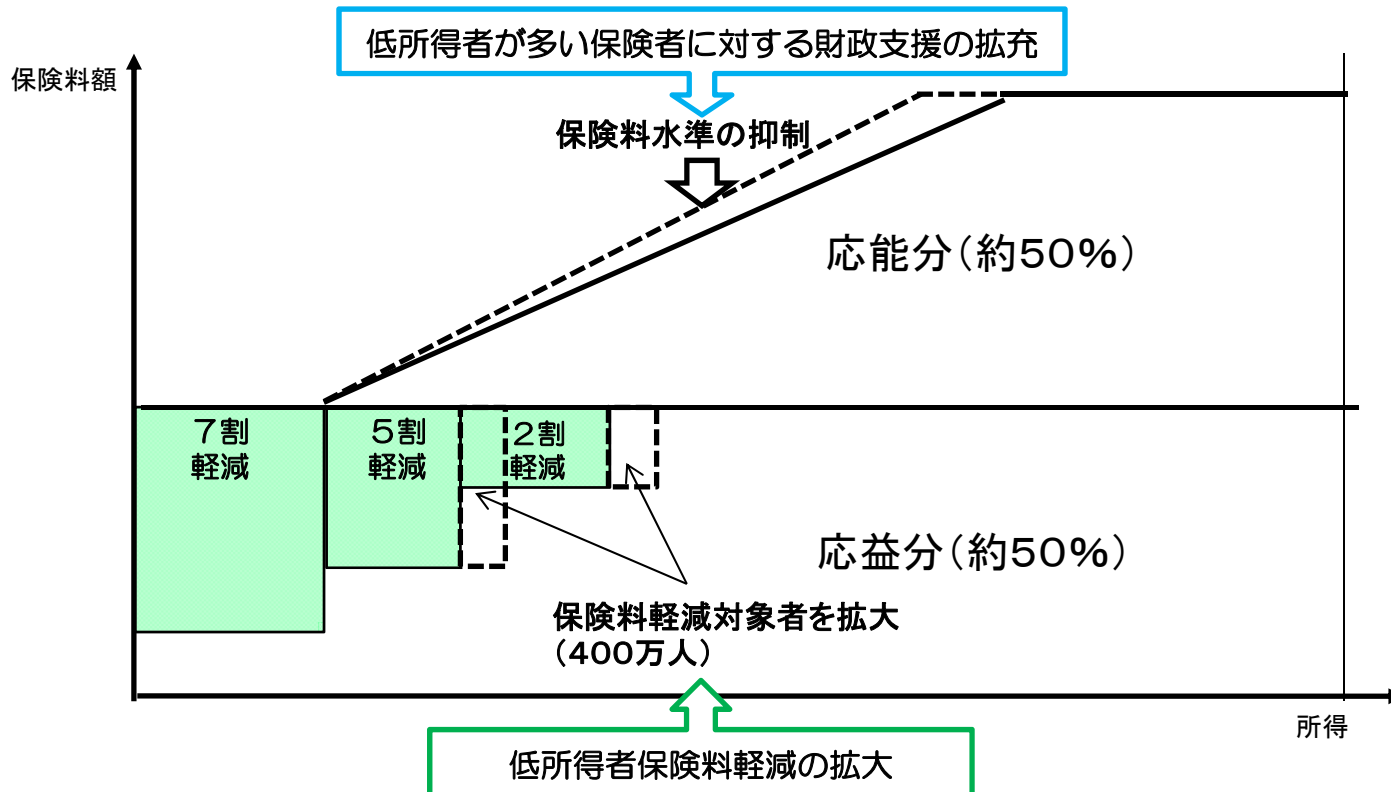 低所得者が多い保険者に対する財政支援の拡充
保険料額
保険料水準の抑制
応能分(約50%)
7割
軽減
5割
軽減
2割
軽減
応益分(約50%)
保険料軽減対象者を拡大
(400万人)
所得
低所得者保険料軽減の拡大